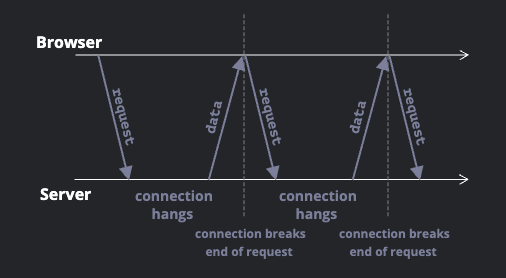 Browser
request
data
request
data
request
Server
connection
hangs
connection
hangs
connection breaks
end of request
connection breaks
end of request